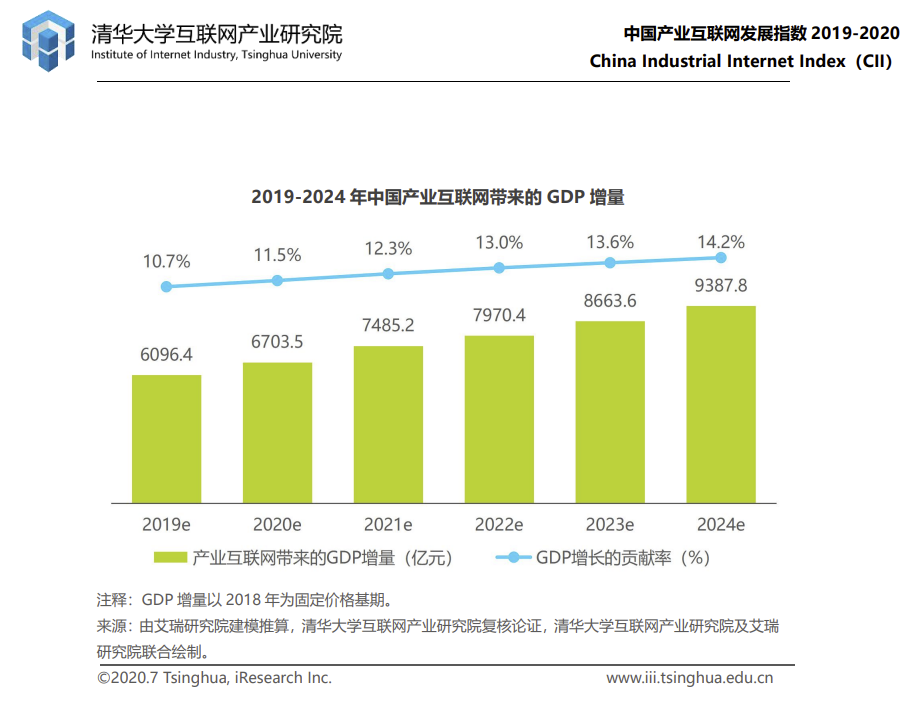 清华大学互联网产业研究院
Institute of Internet Industry, Tsinghua University
中国产业互联网发展指数 2019-2020
China Industrial Internet Index（CII）
2019-2024 年中国产业互联网带来的 GDP 增量
10.7%
11.5%
12.3%
13.0%
13.6%
14.2%
6096.4
6703.5
7485.2
7970.4
8663.6
9387.8
2019e
2020e
2021e
2022e
2023e
2024e
产业互联网带来的GDP增量（亿元）
GDP增长的贡献率（%）
注释：GDP 增量以 2018 年为固定价格基期。
来源：由艾瑞研究院建模推算，清华大学互联网产业研究院复核论证，清华大学互联网产业研究院及艾瑞
研究院联合绘制。
©2020.7 Tsinghua, iResearch Inc.
www.iii.tsinghua.edu.cn